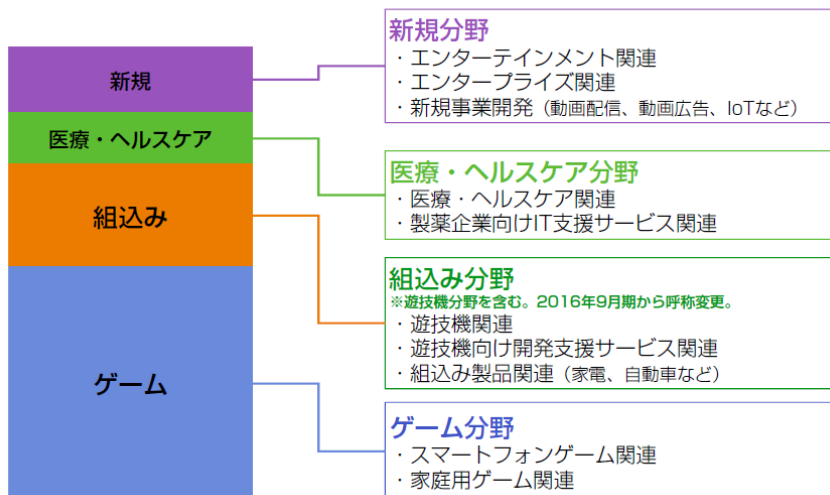 新規
医療・ヘルスケア
組込み
ゲーム
新規分野
・エンターテインメント関連
・エンタープライズ関連
・新規事業開発（動画配信、動画広告、IoTなど）
医療・ヘルスケア分野
・医療・ヘルスケア関連
・製薬企業向けIT支援サービス関連
組込み分野
※遊技機分野を含む。2016年9月期から呼称変更。
・遊技機関連
・遊技機向け開発支援サービス関連
・組込み製品関連（家電、自動車など）
ゲーム分野
・スマートフォンゲーム関連
・家庭用ゲーム関連